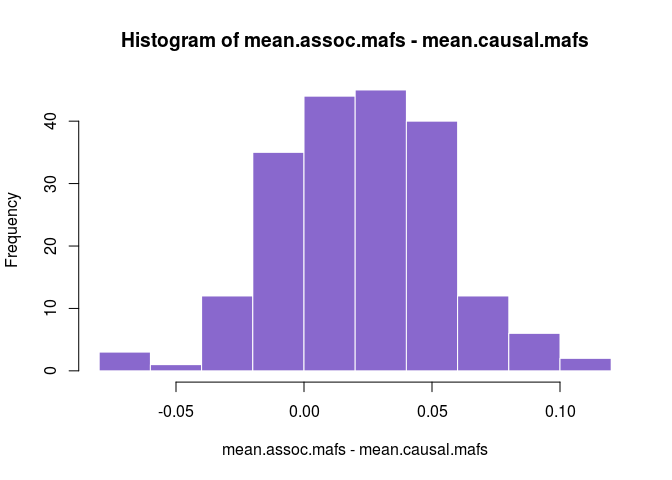 Histogram of mean.assoc.mafs - mean.causal.mafs
Frequency
40
30
20
10
0
-0.05 0.00 0.05 0.10
mean.assoc.mafs - mean.causal.mafs